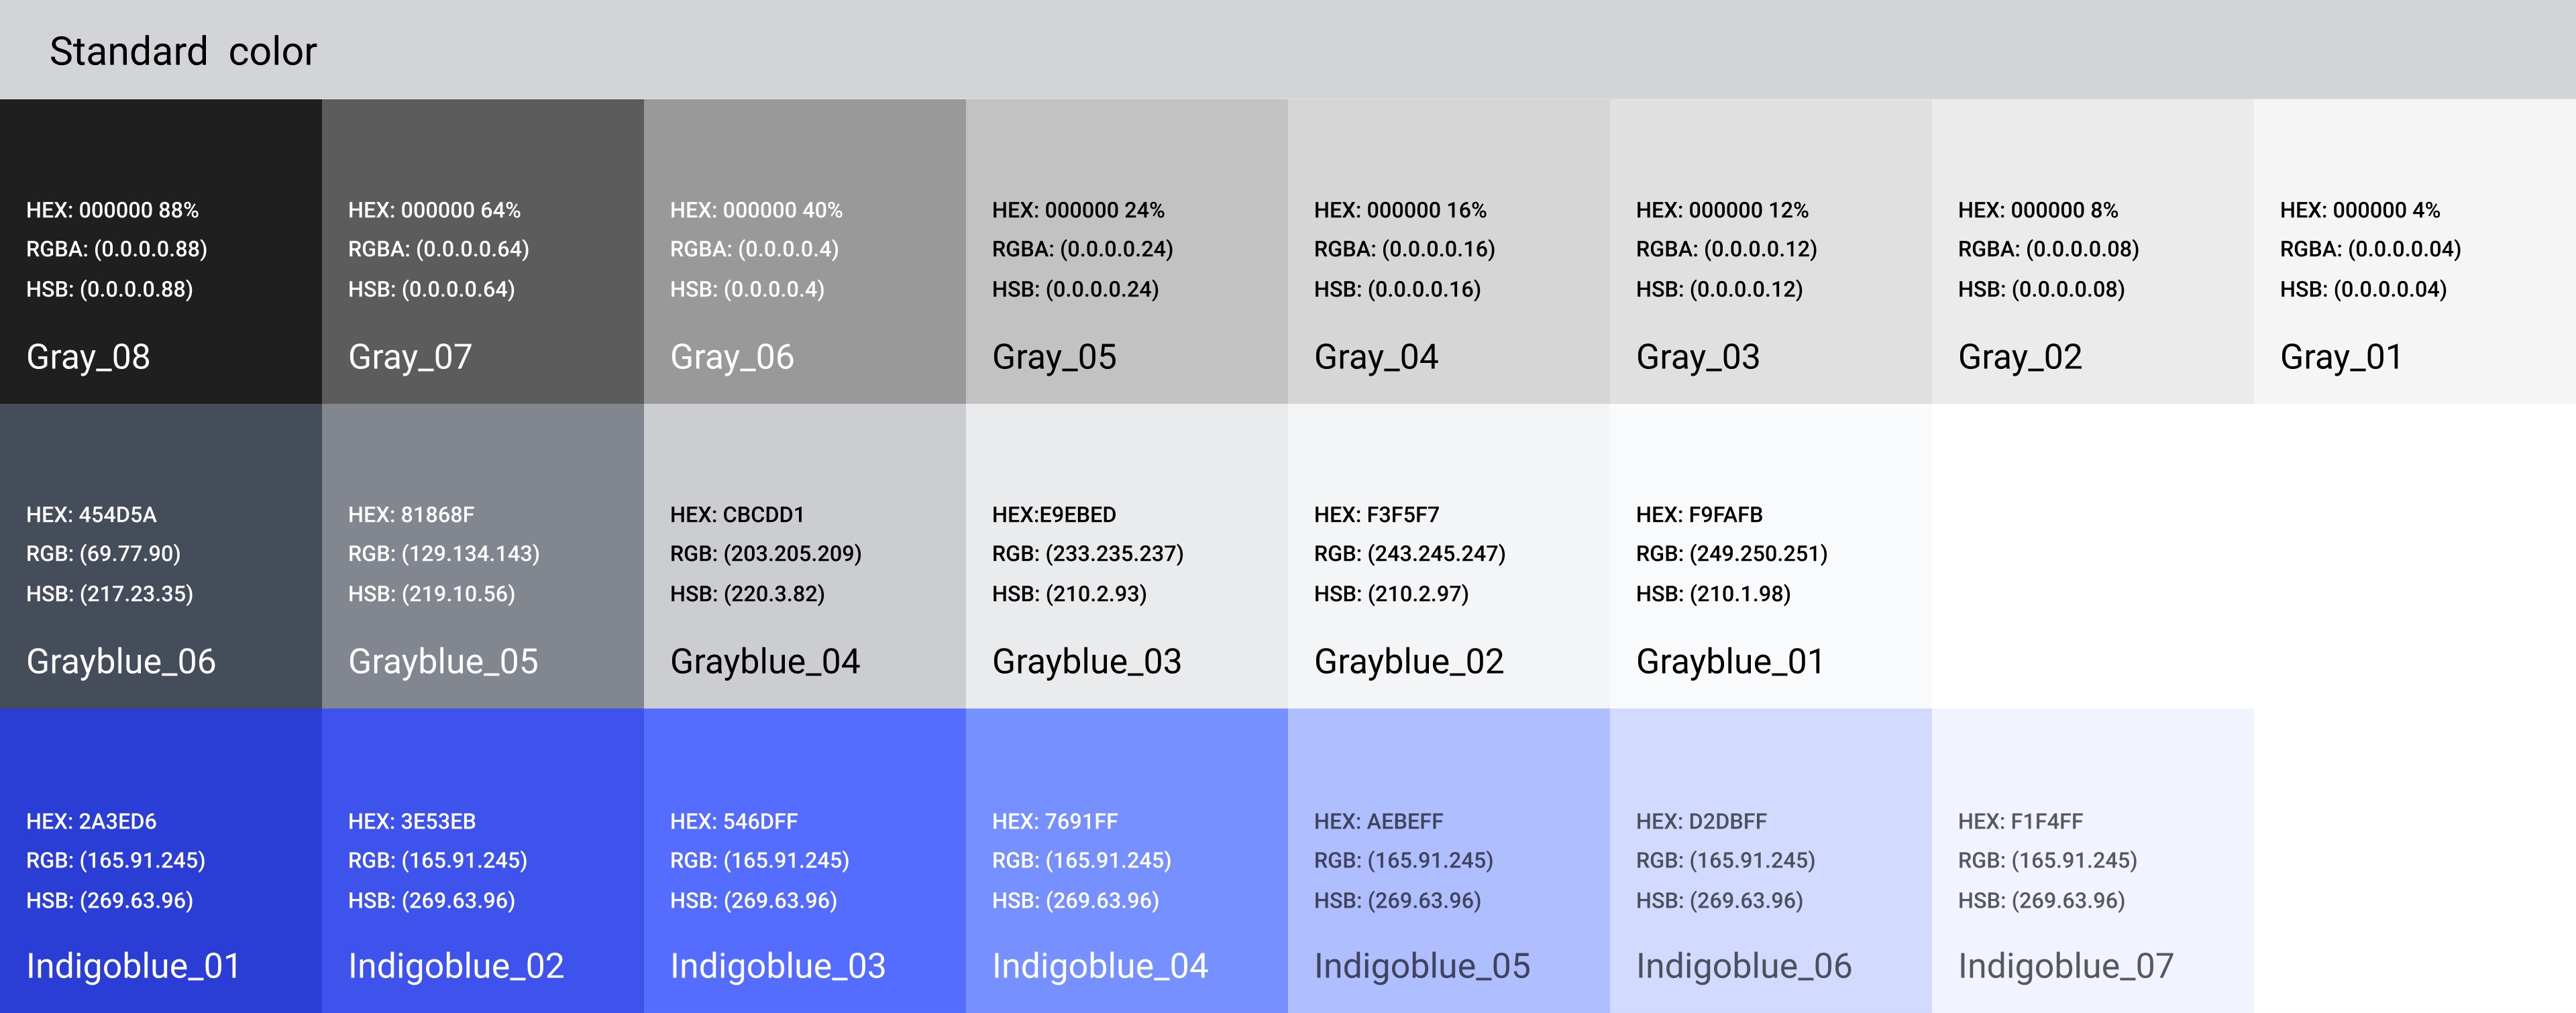 Standard color
HEX: 000000 88%
RGBA: (0.0.0.0.88)
HSB: (0.0.0.0.88)
Gray_08
HEX: 000000 64%
RGBA: (0.0.0.0.64)
HSB: (0.0.0.0.64)
Gray_07
HEX: 000000 40%
RGBA: (0.0.0.0.4)
HSB: (0.0.0.0.4)
Gray_06
HEX: 000000 24%
RGBA: (0.0.0.0.24)
HSB: (0.0.0.0.24)
Gray_05
HEX: 000000 16%
RGBA: (0.0.0.0.16)
HSB: (0.0.0.0.16)
Gray_04
HEX: 000000 12%
RGBA: (0.0.0.0.12)
HSB: (0.0.0.0.12)
Gray_03
HEX: 000000 8%
RGBA: (0.0.0.0.08)
HSB: (0.0.0.0.08)
Gray_02
HEX: 000000 4%
RGBA: (0.0.0.0.04)
HSB: (0.0.0.0.04)
Gray_01
HEX: 454D5A
RGB: (69.77.90)
HSB: (217.23.35)
Grayblue_06
HEX: 81868F
RGB: (129.134.143)
HSB: (219.10.56)
Grayblue_05
HEX: CBCDD1
RGB: (203.205.209)
HSB: (220.3.82)
Grayblue_04
HEX:E9EBED
RGB: (233.235.237)
HSB: (210.2.93)
Grayblue_03
HEX: F3F5F7
RGB: (243.245.247)
HSB: (210.2.97)
Grayblue_02
HEX: F9FAFB
RGB: (249.250.251)
HSB: (210.1.98)
Grayblue_01
HEX: 2A3ED6
RGB: (165.91.245)
HSB: (269.63.96)
Indigoblue_01
HEX: 3E53EB
RGB: (165.91.245)
HSB: (269.63.96)
Indigoblue_02
HEX: 546DFF
RGB: (165.91.245)
HSB: (269.63.96)
Indigoblue_03
HEX: 7691FF
RGB: (165.91.245)
HSB: (269.63.96)
Indigoblue_04
HEX: AEBEFF
RGB: (165.91.245)
HSB: (269.63.96)
Indigoblue_05
HEX: D2DBFF
RGB: (165.91.245)
HSB: (269.63.96)
Indigoblue_06
HEX: F1F4FF
RGB: (165.91.245)
HSB: (269.63.96)
Indigoblue_07